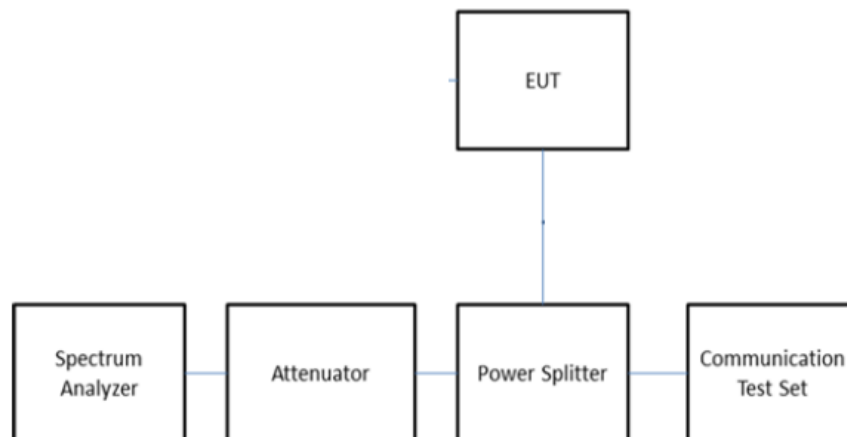 EUT
Spectrum
Analyzer
Attenuator
Power Splitter
Communication
Test Set